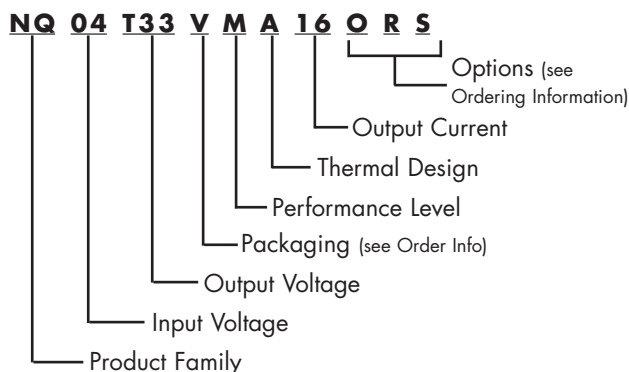 NQ 04 T33 V M A 16 O R S
Options (see
Ordering Information)
Output Current
Thermal Design
Performance Level
Packaging (see Order Info)
Output Voltage
Input Voltage
Product Family